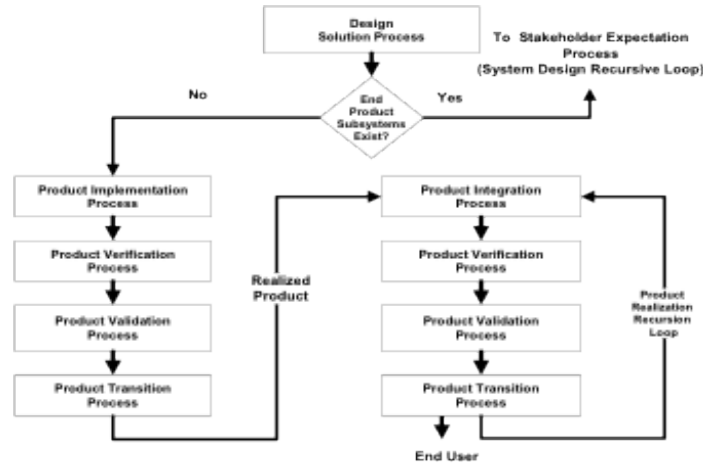 Design
Solution Process
To Stakeholder Expectation
Process
(System Design Recursive Loop)
No
End
Product
Subsystems
Exist?
Yes
Product Implementation
Process
Product Integration
Process
Product Verification
Process
Product Verification
Process
Realized
Product
Product
Realization
Recursion
Loop
Product Validation
Process
Product Validation
Process
Product Transition
Process
Product Transition
Process
End User